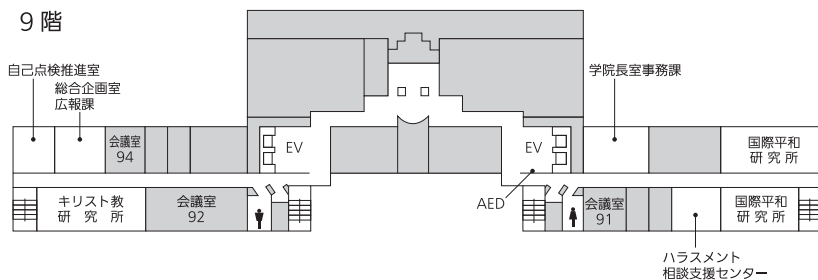 9階
自己点検推進室
総合企画室
広報課
学院長室事務課
会議室
94
EV
EV
国際平和
研究所
キリスト教
研究所
会議室
92
AED
会議室
91
国際平和
研究所
ハラスメント
相談支援センター